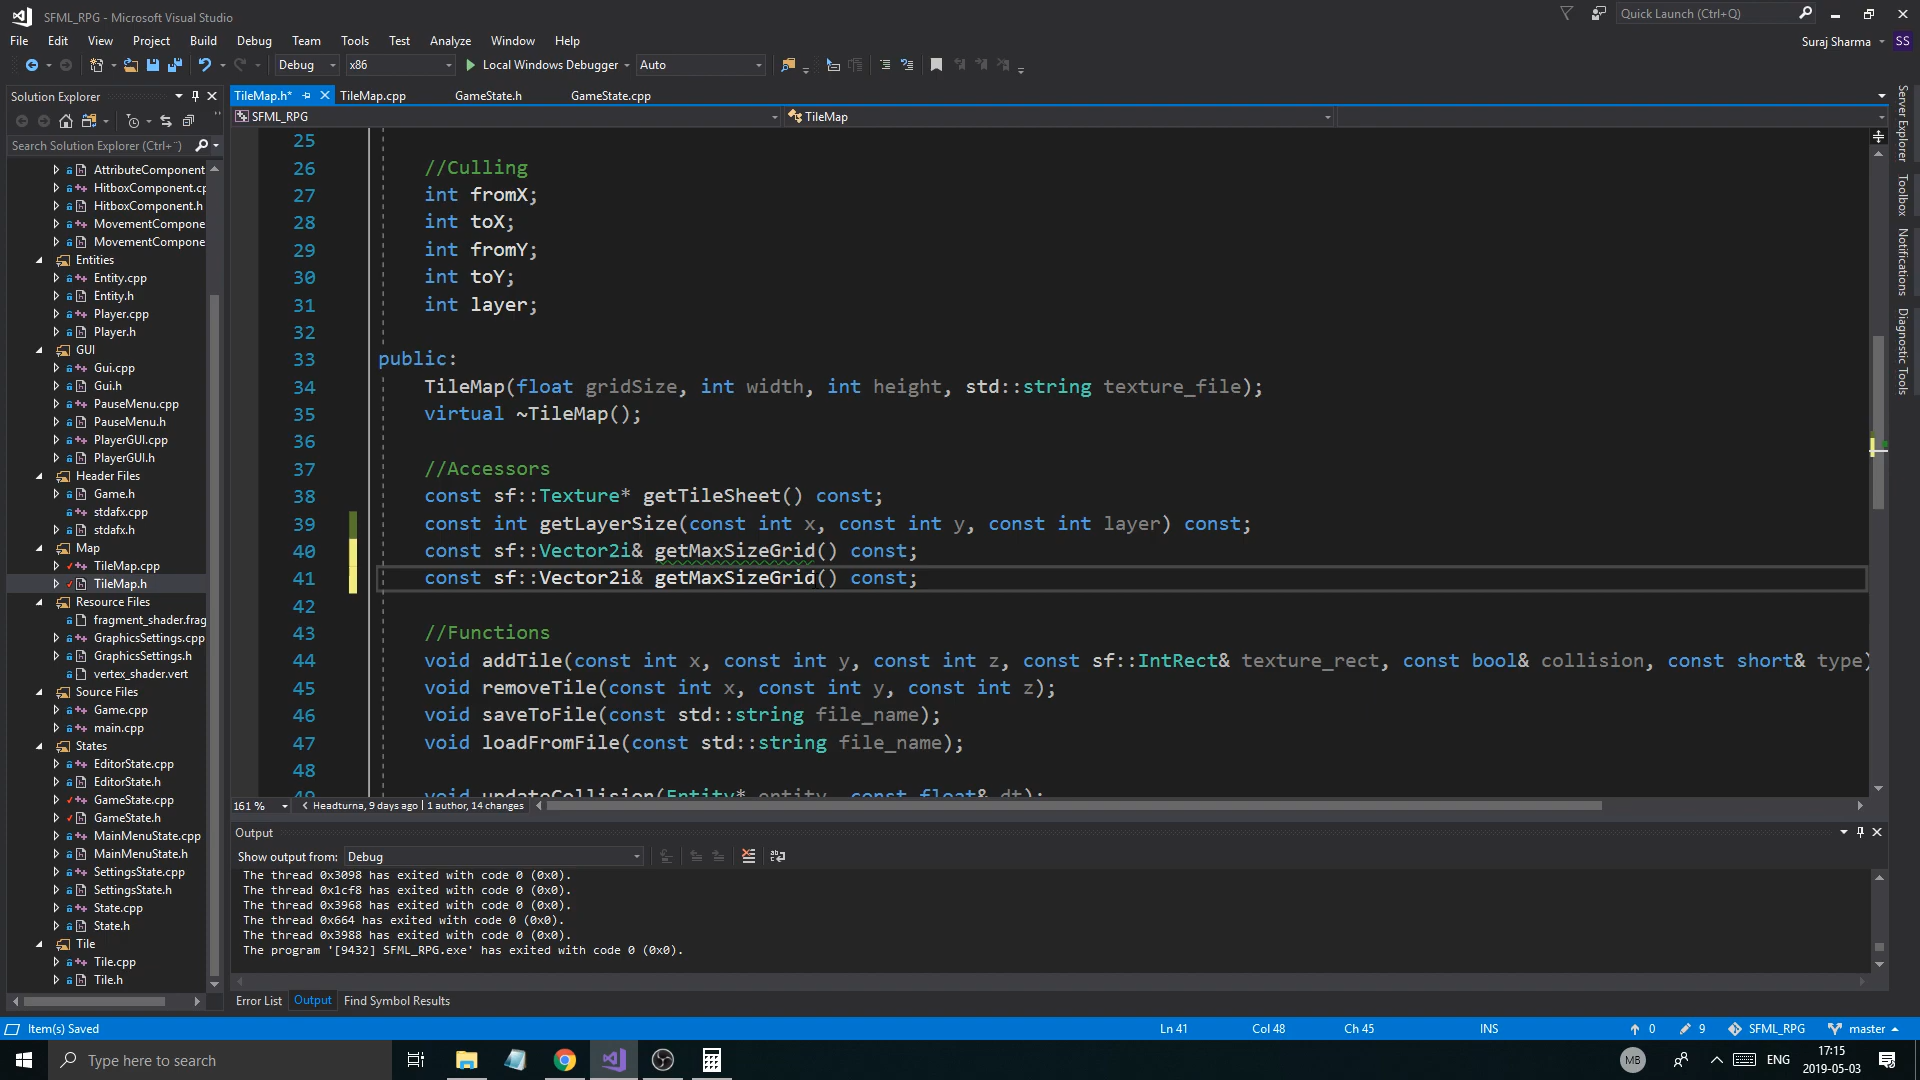 SFML_RPG - Microsoft Visual Studio
Quick Launch (Ctrl+Q)
File Edit View Project Build Debug Team Tools Test Analyze Window Help
Suraj Sharma SS
Debug x86 Local Windows Debugger Auto
Solution Explorer
Search Solution Explorer (Ctrl+¨)
AttributeComponent
HitboxComponent.cp
HitboxComponent.h
MovementCompone
MovementCompone
Entities
Entity.cpp
Entity.h
Player.cpp
Player.h
GUI
Gui.cpp
Gui.h
PauseMenu.cpp
PauseMenu.h
PlayerGUI.cpp
PlayerGUI.h
Header Files
Game.h
stdafx.cpp
stdafx.h
Map
TileMap.cpp
TileMap.h
Resource Files
fragment_shader.frag
GraphicsSettings.cpp
GraphicsSettings.h
vertex_shader.vert
Source Files
Game.cpp
main.cpp
States
EditorState.cpp
EditorState.h
GameState.cpp
GameState.h
MainMenuState.cpp
MainMenuState.h
SettingsState.cpp
SettingsState.h
State.cpp
State.h
Tile
Tile.cpp
Tile.h
TileMap.h* TileMap.cpp GameState.h GameState.cpp
SFML_RPG TileMap
25
26 //Culling
27 int fromX;
28 int toX;
29 int fromY;
30 int toY;
31 int layer;
32
33 public:
34 TileMap(float gridSize, int width, int height, std::string texture_file);
35 virtual ~TileMap();
36
37 //Accessors
38 const sf::Texture* getTileSheet() const;
39 const int getLayerSize(const int x, const int y, const int layer) const;
40 const sf::Vector2i& getMaxSizeGrid() const;
41 const sf::Vector2i& getMaxSizeGrid() const;
42
43 //Functions
44 void addTile(const int x, const int y, const int z, const sf::IntRect& texture_rect, const bool& collision, const short& type)
45 void removeTile(const int x, const int y, const int z);
46 void saveToFile(const std::string file_name);
47 void loadFromFile(const std::string file_name);
48
49 void updateCollision(Entity* entity, const float& dt);
161 % Headturna, 9 days ago | 1 author, 14 changes
Output
Show output from: Debug
The thread 0x3098 has exited with code 0 (0x0).
The thread 0x1cf8 has exited with code 0 (0x0).
The thread 0x3968 has exited with code 0 (0x0).
The thread 0x664 has exited with code 0 (0x0).
The thread 0x3988 has exited with code 0 (0x0).
The program '[9432] SFML_RPG.exe' has exited with code 0 (0x0).
Error List Output Find Symbol Results
Server Explorer
Toolbox
Notifications
Diagnostic Tools
Item(s) Saved Ln 41 Col 48 Ch 45 INS 0 9 SFML_RPG master
Type here to search
MB ENG 17:15
2019-05-03